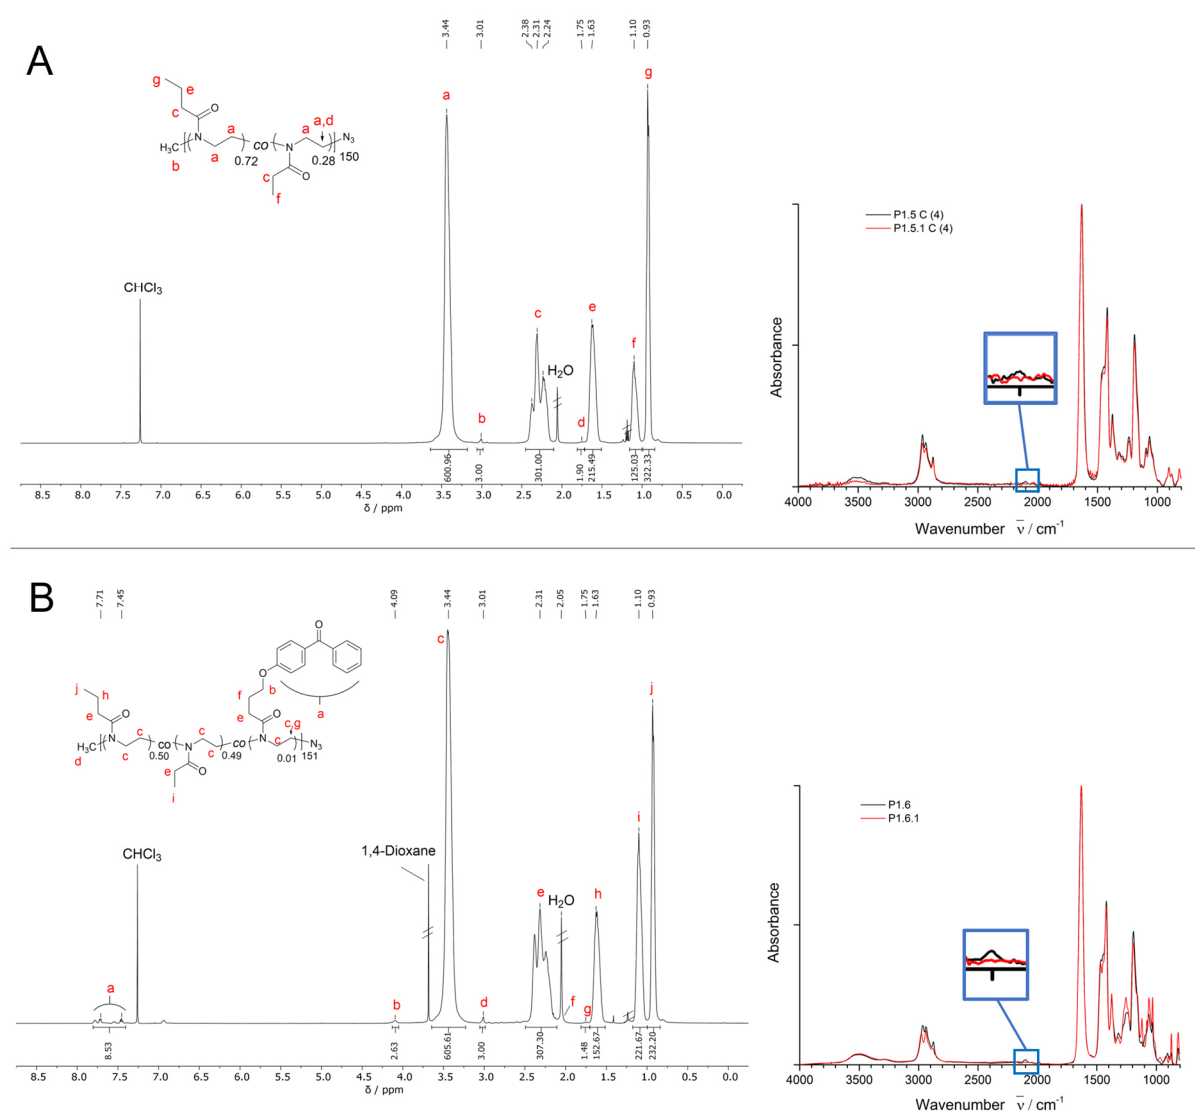 A
3.44
3.01
2.38
2.31
2.24
1.75
1.63
1.10
0.93
g
e
c
O
N
a
a
co
a
a,d
N3
H3C
b
a
0.72
N
0.28
150
c
O
f
a
g
CHCl3
c
e
f
H2O
b
d
600.96
3.00
301.00
1.90
215.49
125.03
322.33
8.5 8.0 7.5 7.0 6.5 6.0 5.5 5.0 4.5 4.0 3.5 3.0 2.5 2.0 1.5 1.0 0.5 0.0
δ / ppm
P1.5 C (4)
P1.5.1 C (4)
Absorbance
4000 3500 3000 2500 2000 1500 1000
Wavenumber ν̅ / cm-1
B
7.71
7.45
4.09
3.44
3.01
2.31
2.05
1.75
1.63
1.10
0.93
O
O
f
b
a
j
h
e
O
e
O
c
c
c,g
H3C
N
co
N
co
N
N3
d
c
0.50
c
0.49
c
0.01
151
e
O
i
c
j
i
CHCl3
1,4-Dioxane
e
H2O
h
a
b
d
f
g
8.53
2.63
605.61
3.00
307.30
1.48
152.67
221.67
232.20
8.5 8.0 7.5 7.0 6.5 6.0 5.5 5.0 4.5 4.0 3.5 3.0 2.5 2.0 1.5 1.0 0.5 0.0
δ / ppm
P1.6
P1.6.1
Absorbance
4000 3500 3000 2500 2000 1500 1000
Wavenumber ν̅ / cm-1